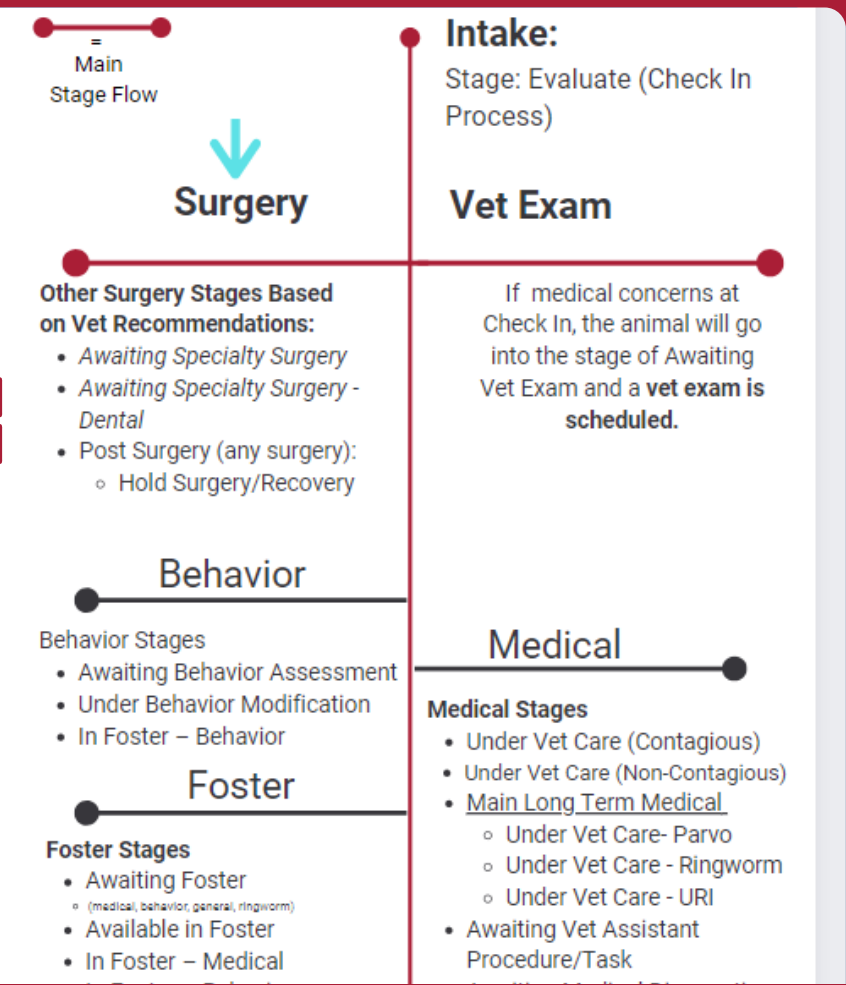 =
Main
Stage Flow
Intake:
Stage: Evaluate (Check In
Process)
Surgery
Vet Exam
Other Surgery Stages Based
on Vet Recommendations:
• Awaiting Specialty Surgery
• Awaiting Specialty Surgery -
Dental
• Post Surgery (any surgery):
◦ Hold Surgery/Recovery
If medical concerns at
Check In, the animal will go
into the stage of Awaiting
Vet Exam and a vet exam is
scheduled.
Behavior
Behavior Stages
• Awaiting Behavior Assessment
• Under Behavior Modification
• In Foster – Behavior
Medical
Medical Stages
• Under Vet Care (Contagious)
• Under Vet Care (Non-Contagious)
• Main Long Term Medical
◦ Under Vet Care- Parvo
◦ Under Vet Care - Ringworm
◦ Under Vet Care - URI
• Awaiting Vet Assistant
Procedure/Task
Foster
Foster Stages
• Awaiting Foster
◦ (medical, behavior, general, ringworm)
• Available in Foster
• In Foster – Medical